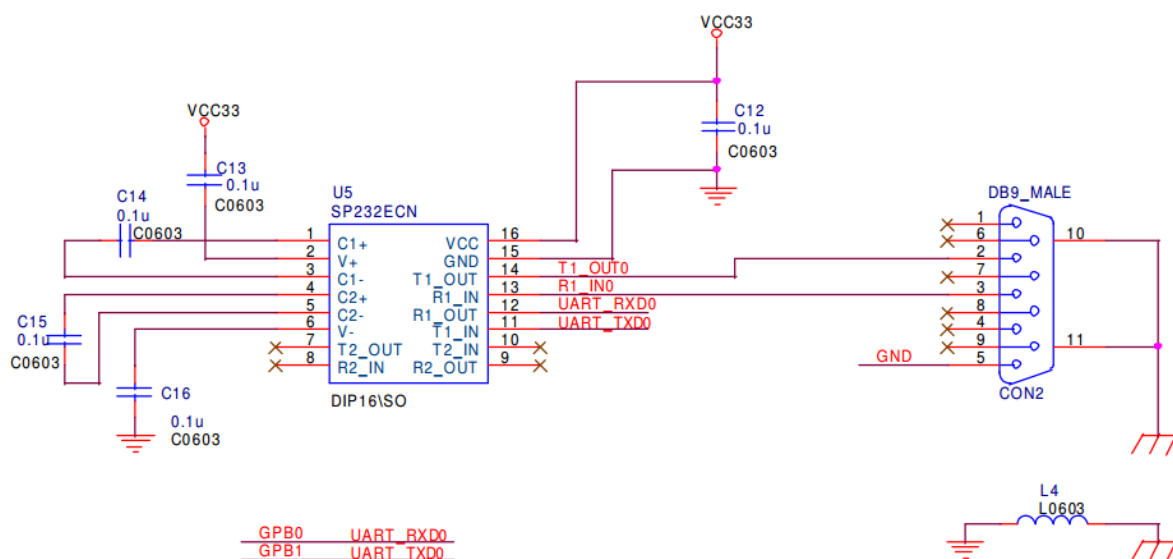 VCC33
VCC33
C12
0.1u
C0603
C13
0.1u
C0603
C14
0.1u
C0603
U5
SP232ECN
1 C1+ VCC 16
2 V+ GND 15
3 C1- T1_OUT 14 T1_OUT0
4 C2+ R1_IN 13 R1_IN0
5 C2- R1_OUT 12 UART_RXD0
6 V- T1_IN 11 UART_TXD0
7 T2_OUT T2_IN 10
8 R2_IN R2_OUT 9
DIP16\SO
C15
0.1u
C0603
C16
0.1u
C0603
DB9_MALE
1
6
2
7
3
8
4
9
5
10
11
GND
CON2
L4
L0603
GPB0 UART_RXD0
GPB1 UART_TXD0